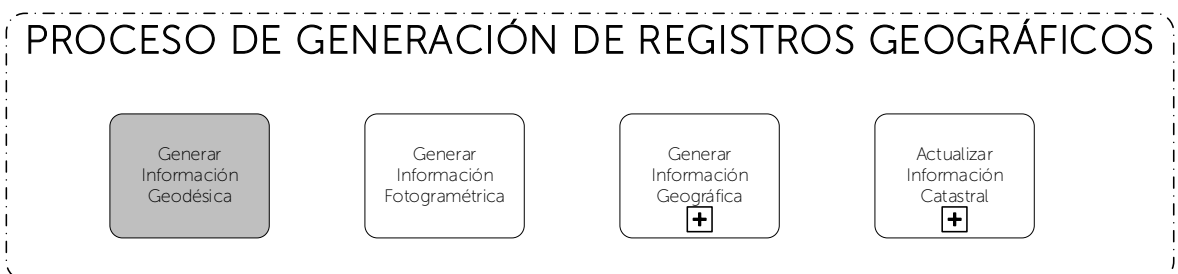 PROCESO DE GENERACIÓN DE REGISTROS GEOGRÁFICOS
Generar
Información
Geodésica
Generar
Información
Fotogramétrica
Generar
Información
Geográfica
Actualizar
Información
Catastral